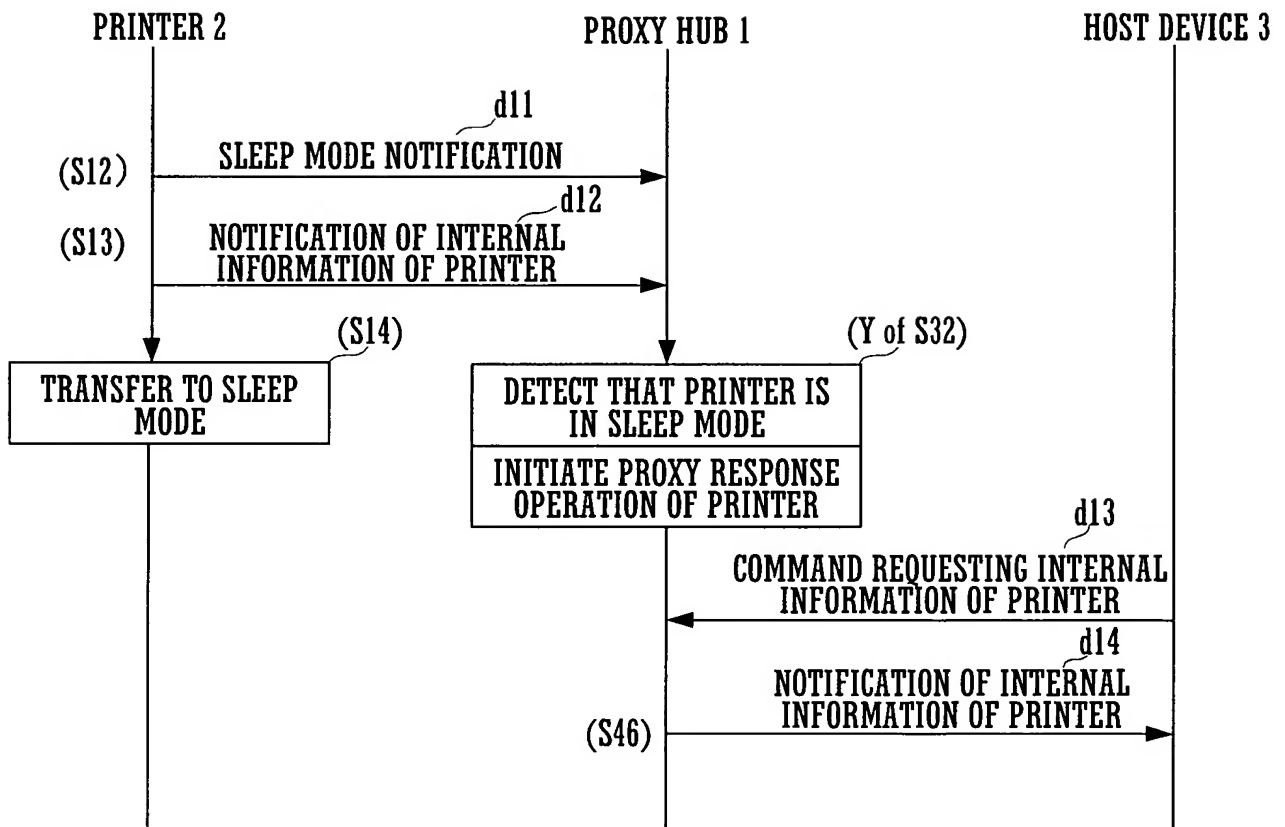 PRINTER 2
PROXY HUB 1
HOST DEVICE 3
d11
(S12)
SLEEP MODE NOTIFICATION
d12
(S13)
NOTIFICATION OF INTERNAL
INFORMATION OF PRINTER
(S14)
(Y of S32)
TRANSFER TO SLEEP
MODE
DETECT THAT PRINTER IS
IN SLEEP MODE
INITIATE PROXY RESPONSE
OPERATION OF PRINTER
d13
COMMAND REQUESTING INTERNAL
INFORMATION OF PRINTER
d14
NOTIFICATION OF INTERNAL
INFORMATION OF PRINTER
(S46)